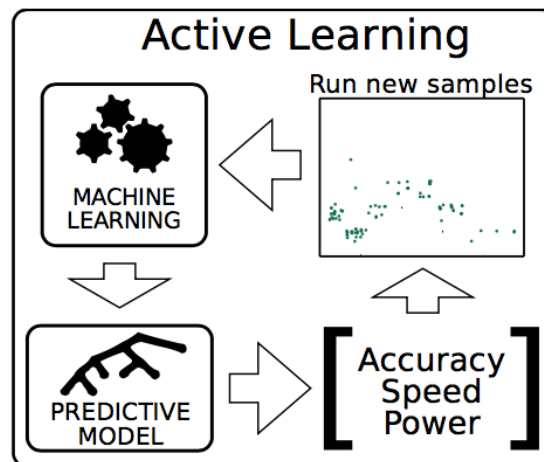 Active Learning
Run new samples
MACHINE
LEARNING
PREDICTIVE
MODEL
Accuracy
Speed
Power